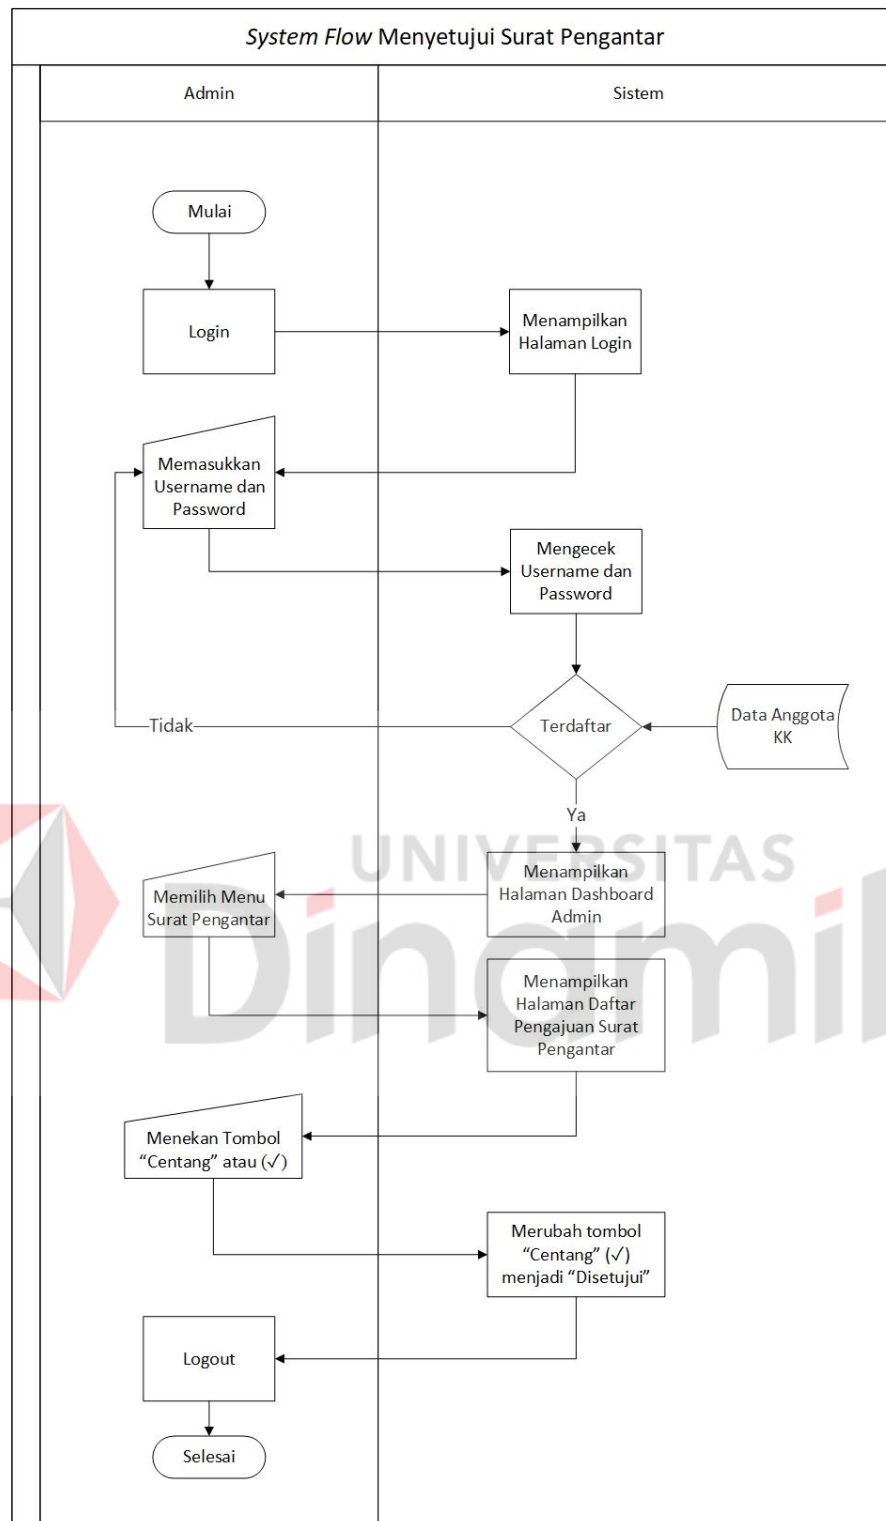 System Flow Menyetujui Surat Pengantar
Admin
Sistem
Mulai
Login
Menampilkan
Halaman Login
Memasukkan
Username dan
Password
Mengecek
Username dan
Password
Tidak
Terdaftar
Data Anggota
KK
Ya
UNIVERSITAS
Dinamik
Menampilkan
Halaman Dashboard
Admin
Memilih Menu
Surat Pengantar
Menampilkan
Halaman Daftar
Pengajuan Surat
Pengantar
Menekan Tombol
“Centang” atau (✓)
Merubah tombol
“Centang” (✓)
menjadi “Disetujui”
Logout
Selesai